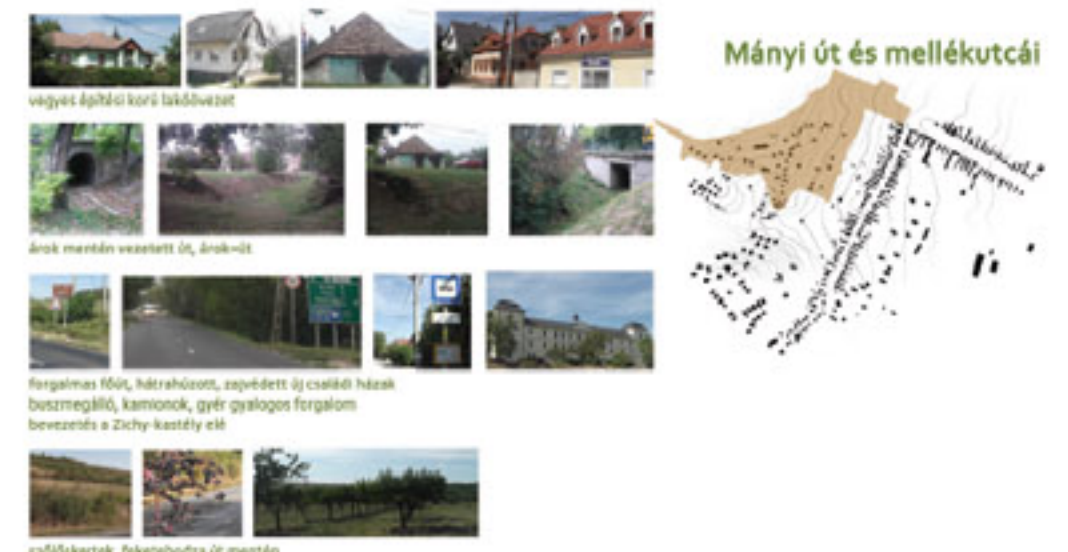 Mányi út és mellékutcái
vegyes építési korú lakóövezet
árok mentén vezetett út, árok=út
forgalmas főút, hátrahúzott, zajvédett új családi házak
buszmegálló, kamionok, gyér gyalogos forgalom
bevezetés a Zichy-kastély elé
szőlőskertek, feketebodza út mentén